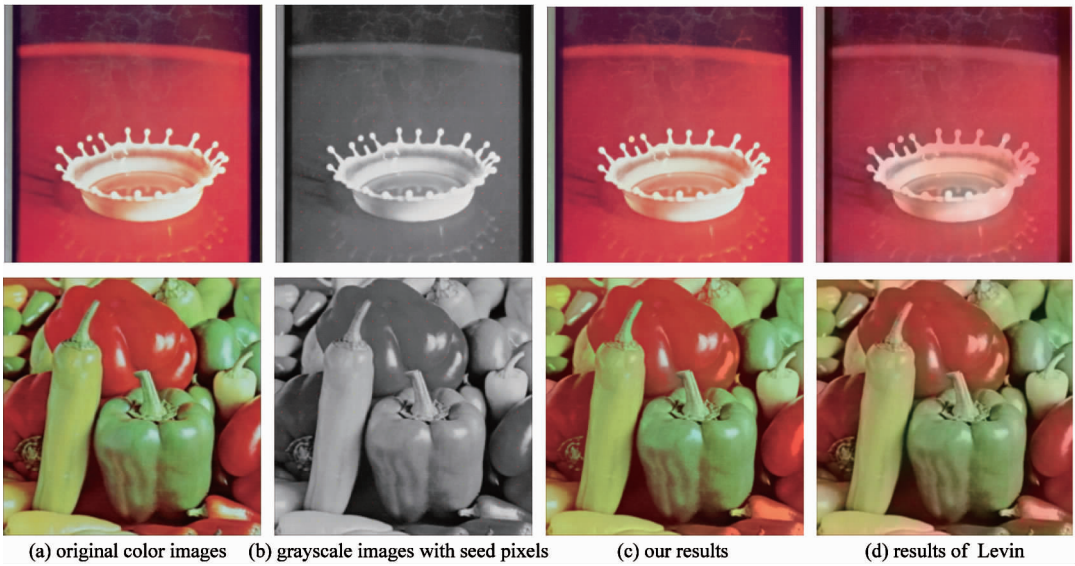 (a) original color images (b) grayscale images with seed pixels (c) our results (d) results of Levin